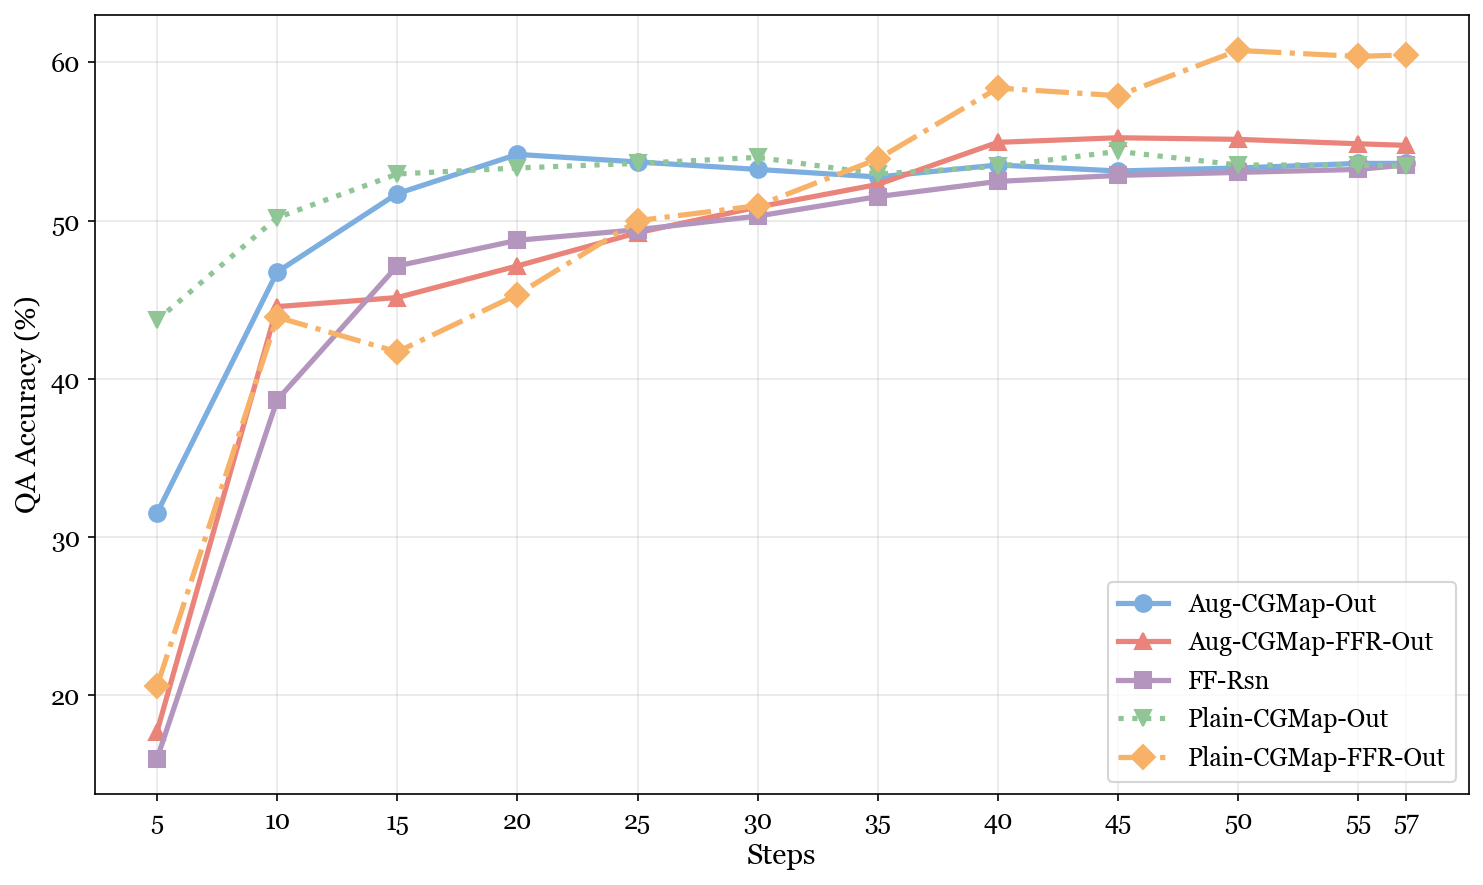 60
50
40
30
20
QA Accuracy (%)
5 10 15 20 25 30 35 40 45 50 55 57
Steps
Aug-CGMap-Out
Aug-CGMap-FFR-Out
FF-Rsn
Plain-CGMap-Out
Plain-CGMap-FFR-Out